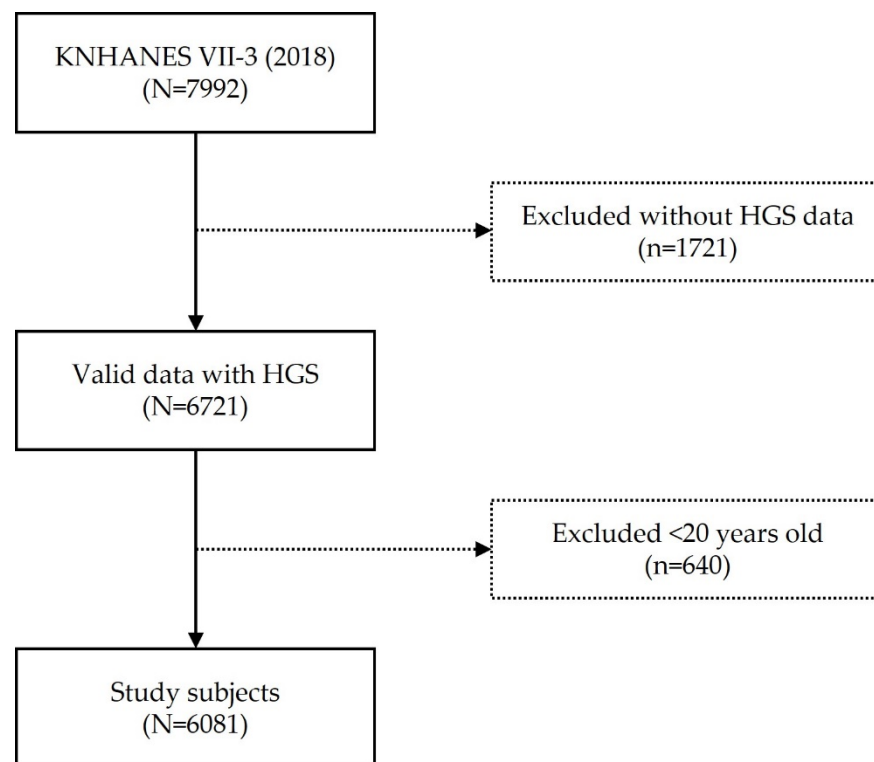 KNHANES VII-3 (2018)
(N=7992)
Excluded without HGS data
(n=1721)
Valid data with HGS
(N=6721)
Excluded <20 years old
(n=640)
Study subjects
(N=6081)